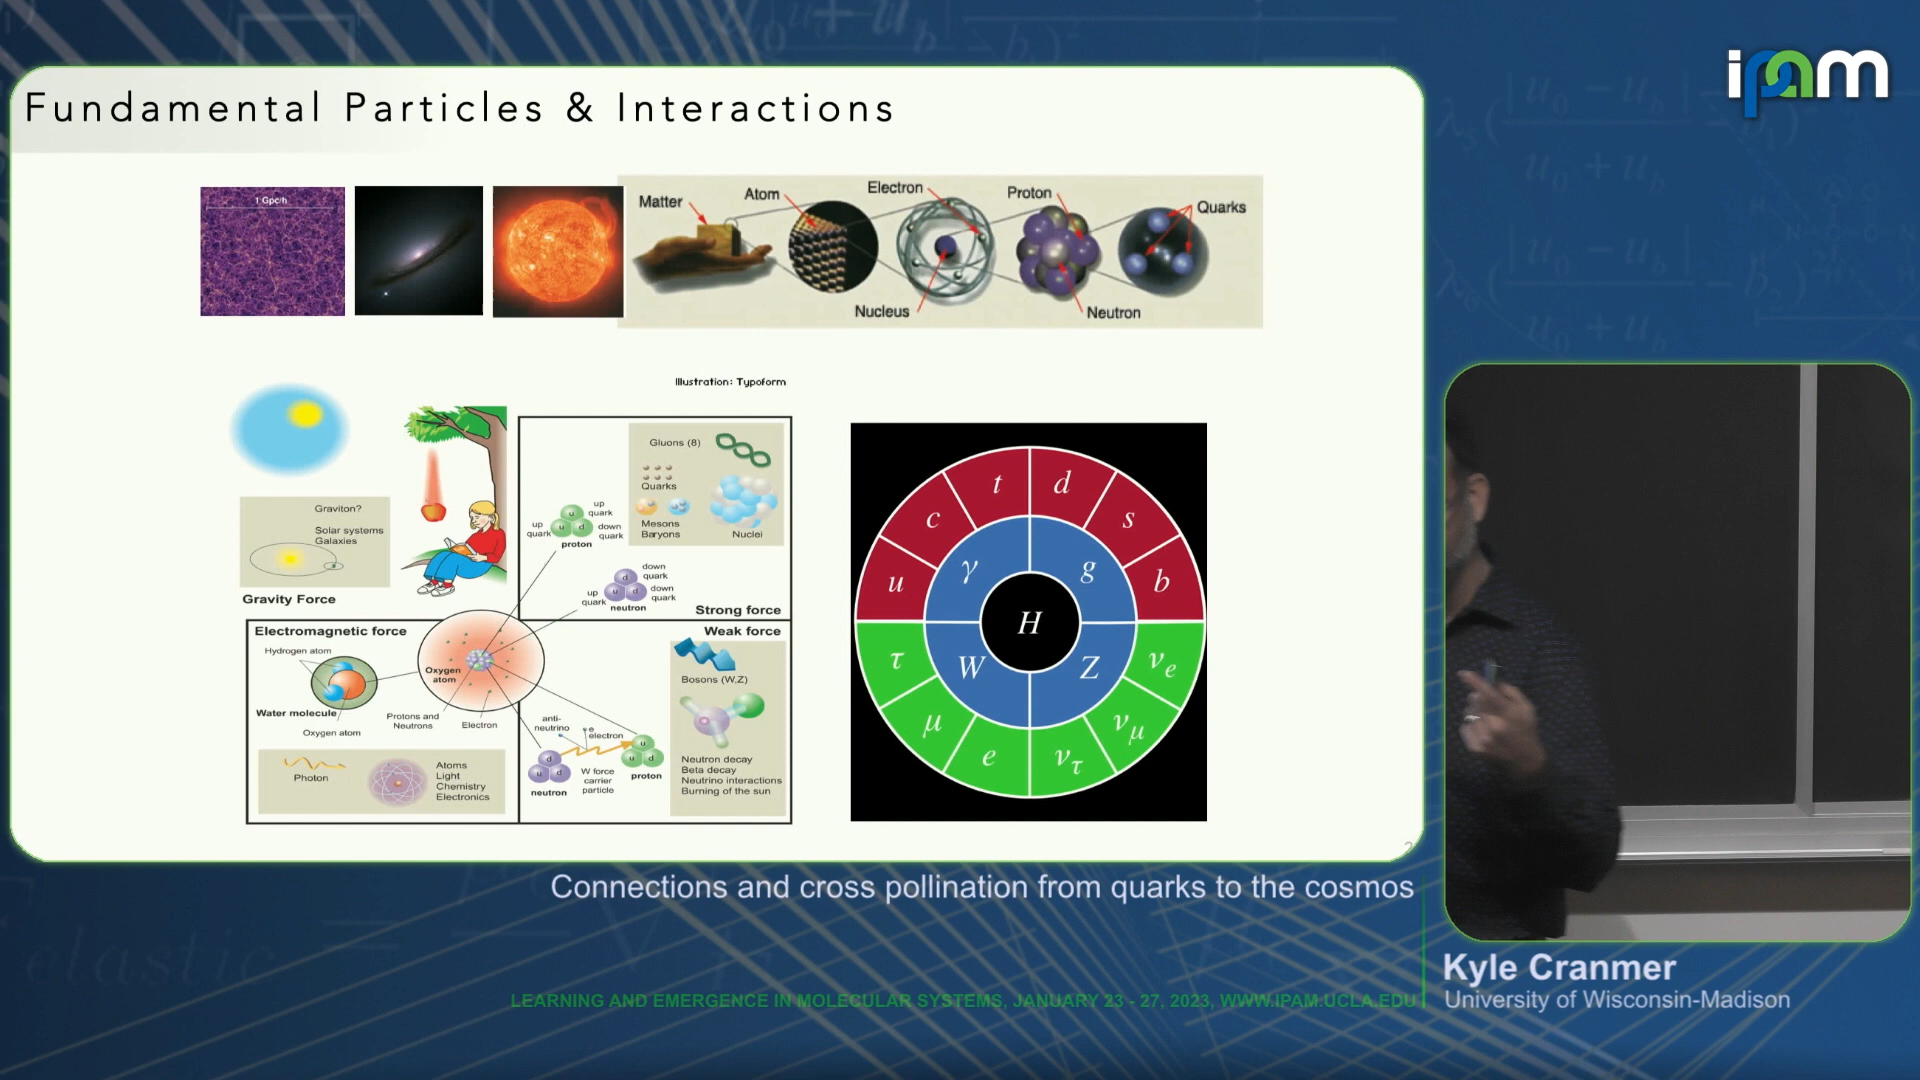 ipam
Fundamental Particles & Interactions
1 Gpc/h
Matter
Atom
Electron
Proton
Quarks
Nucleus
Neutron
Illustration: Typoform
Graviton?
Solar systems
Galaxies
Gravity Force
Gluons (8)
Quarks
Mesons
Baryons
Nuclei
up
quark
up
quark
down
quark
u
u
d
proton
down
quark
up
quark
down
quark
d
u
d
neutron
Strong force
Electromagnetic force
Hydrogen atom
Water molecule
Oxygen atom
Oxygen
atom
Protons and
Neutrons
Electron
Photon
Atoms
Light
Chemistry
Electronics
Weak force
Bosons (W,Z)
anti-
neutrino
e
electron
d
u
d
neutron
W force
carrier
particle
u
u
d
proton
Neutron decay
Beta decay
Neutrino interactions
Burning of the sun
t
d
c
s
u
b
γ
g
H
W
Z
τ
νe
μ
νμ
e
ντ
Connections and cross pollination from quarks to the cosmos
Kyle Cranmer
University of Wisconsin-Madison
LEARNING AND EMERGENCE IN MOLECULAR SYSTEMS, JANUARY 23 - 27, 2023, WWW.IPAM.UCLA.EDU